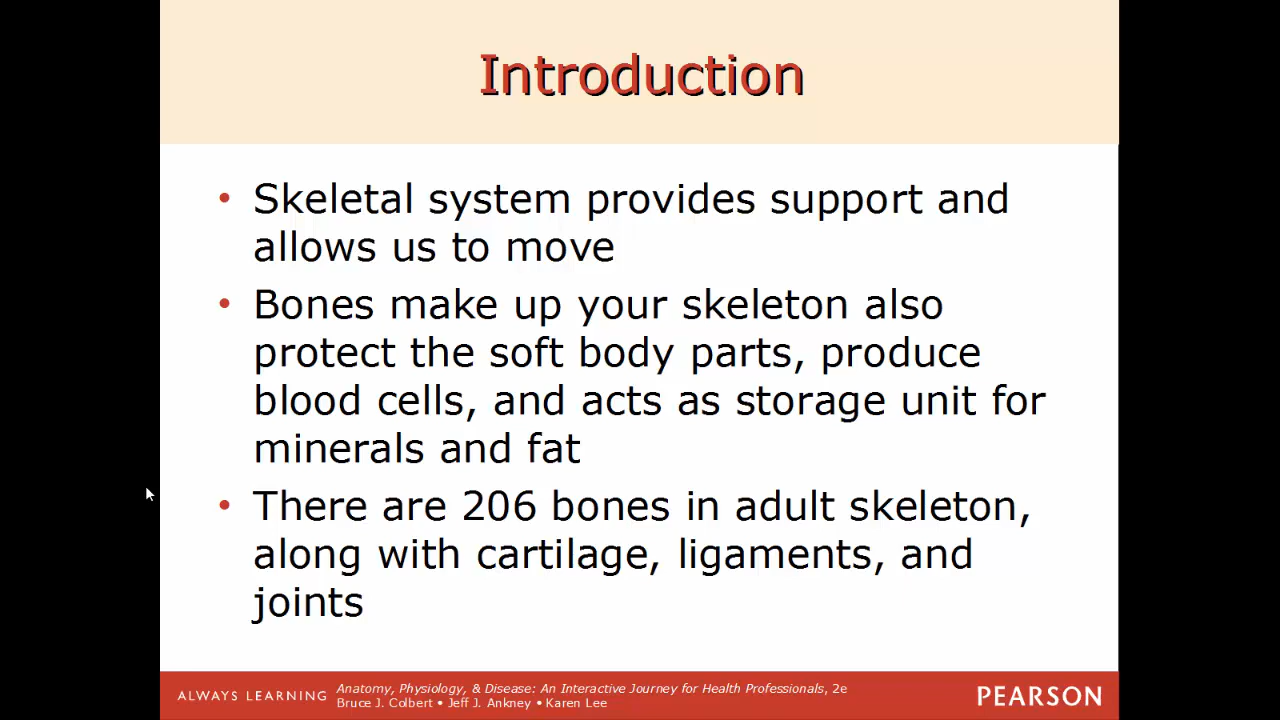 Introduction
• Skeletal system provides support and
allows us to move
• Bones make up your skeleton also
protect the soft body parts, produce
blood cells, and acts as storage unit for
minerals and fat
• There are 206 bones in adult skeleton,
along with cartilage, ligaments, and
joints
ALWAYS LEARNING
Anatomy, Physiology, & Disease: An Interactive Journey for Health Professionals, 2e
Bruce J. Colbert • Jeff J. Ankney • Karen Lee
PEARSON